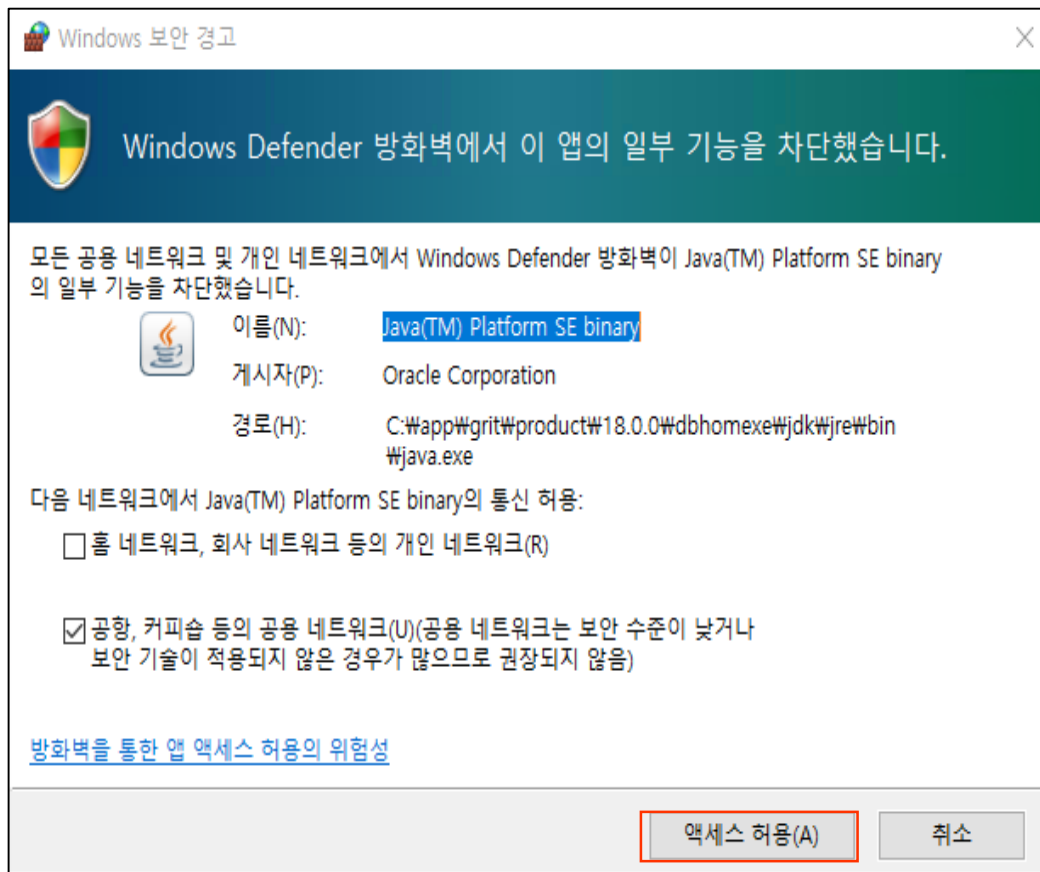 Windows 보안 경고
Windows Defender 방화벽에서 이 앱의 일부 기능을 차단했습니다.
모든 공용 네트워크 및 개인 네트워크에서 Windows Defender 방화벽이 Java(TM) Platform SE binary
의 일부 기능을 차단했습니다.
이름(N): Java(TM) Platform SE binary
게시자(P): Oracle Corporation
경로(H): C:₩app₩grit₩product₩18.0.0₩dbhomexe₩jdk₩jre₩bin
₩java.exe
다음 네트워크에서 Java(TM) Platform SE binary의 통신 허용:
홈 네트워크, 회사 네트워크 등의 개인 네트워크(R)
공항, 커피숍 등의 공용 네트워크(U)(공용 네트워크는 보안 수준이 낮거나
보안 기술이 적용되지 않은 경우가 많으므로 권장되지 않음)
방화벽을 통한 앱 액세스 허용의 위험성
액세스 허용(A) 취소